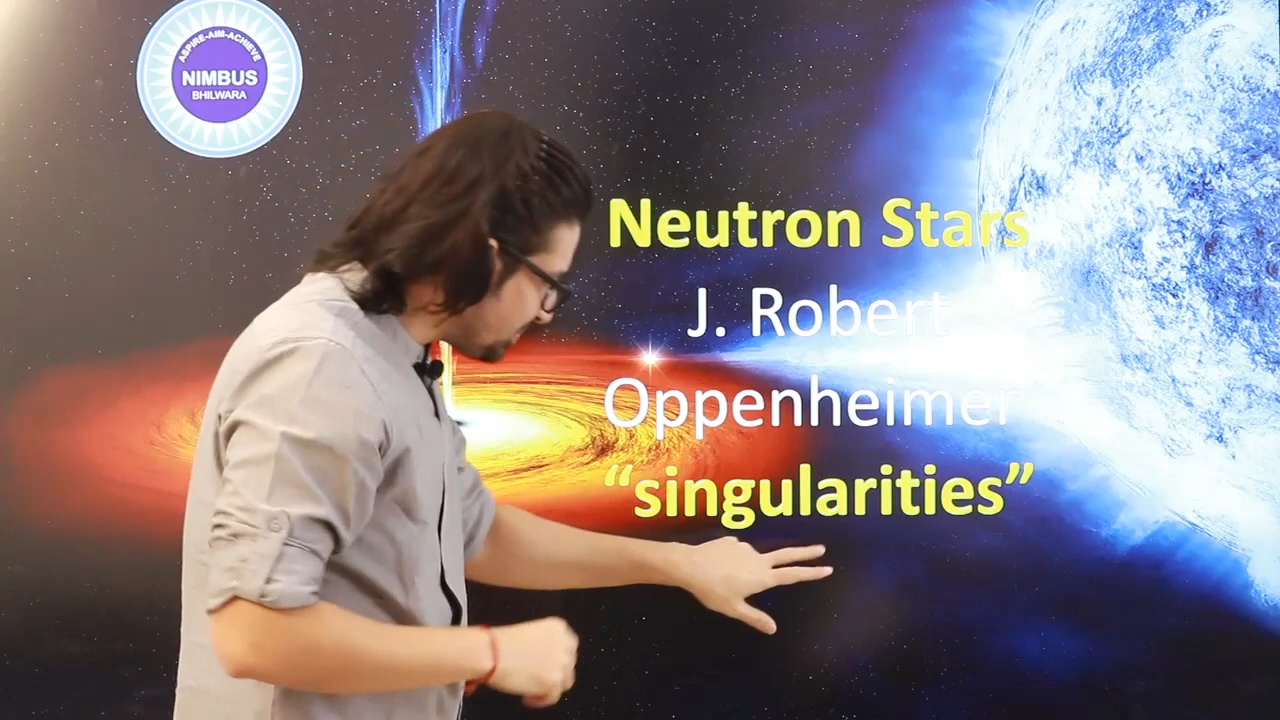 ASPIRE-AIM-ACHIEVE
NIMBUS
BHILWARA
Neutron Stars
J. Robert
Oppenheimer
“singularities”